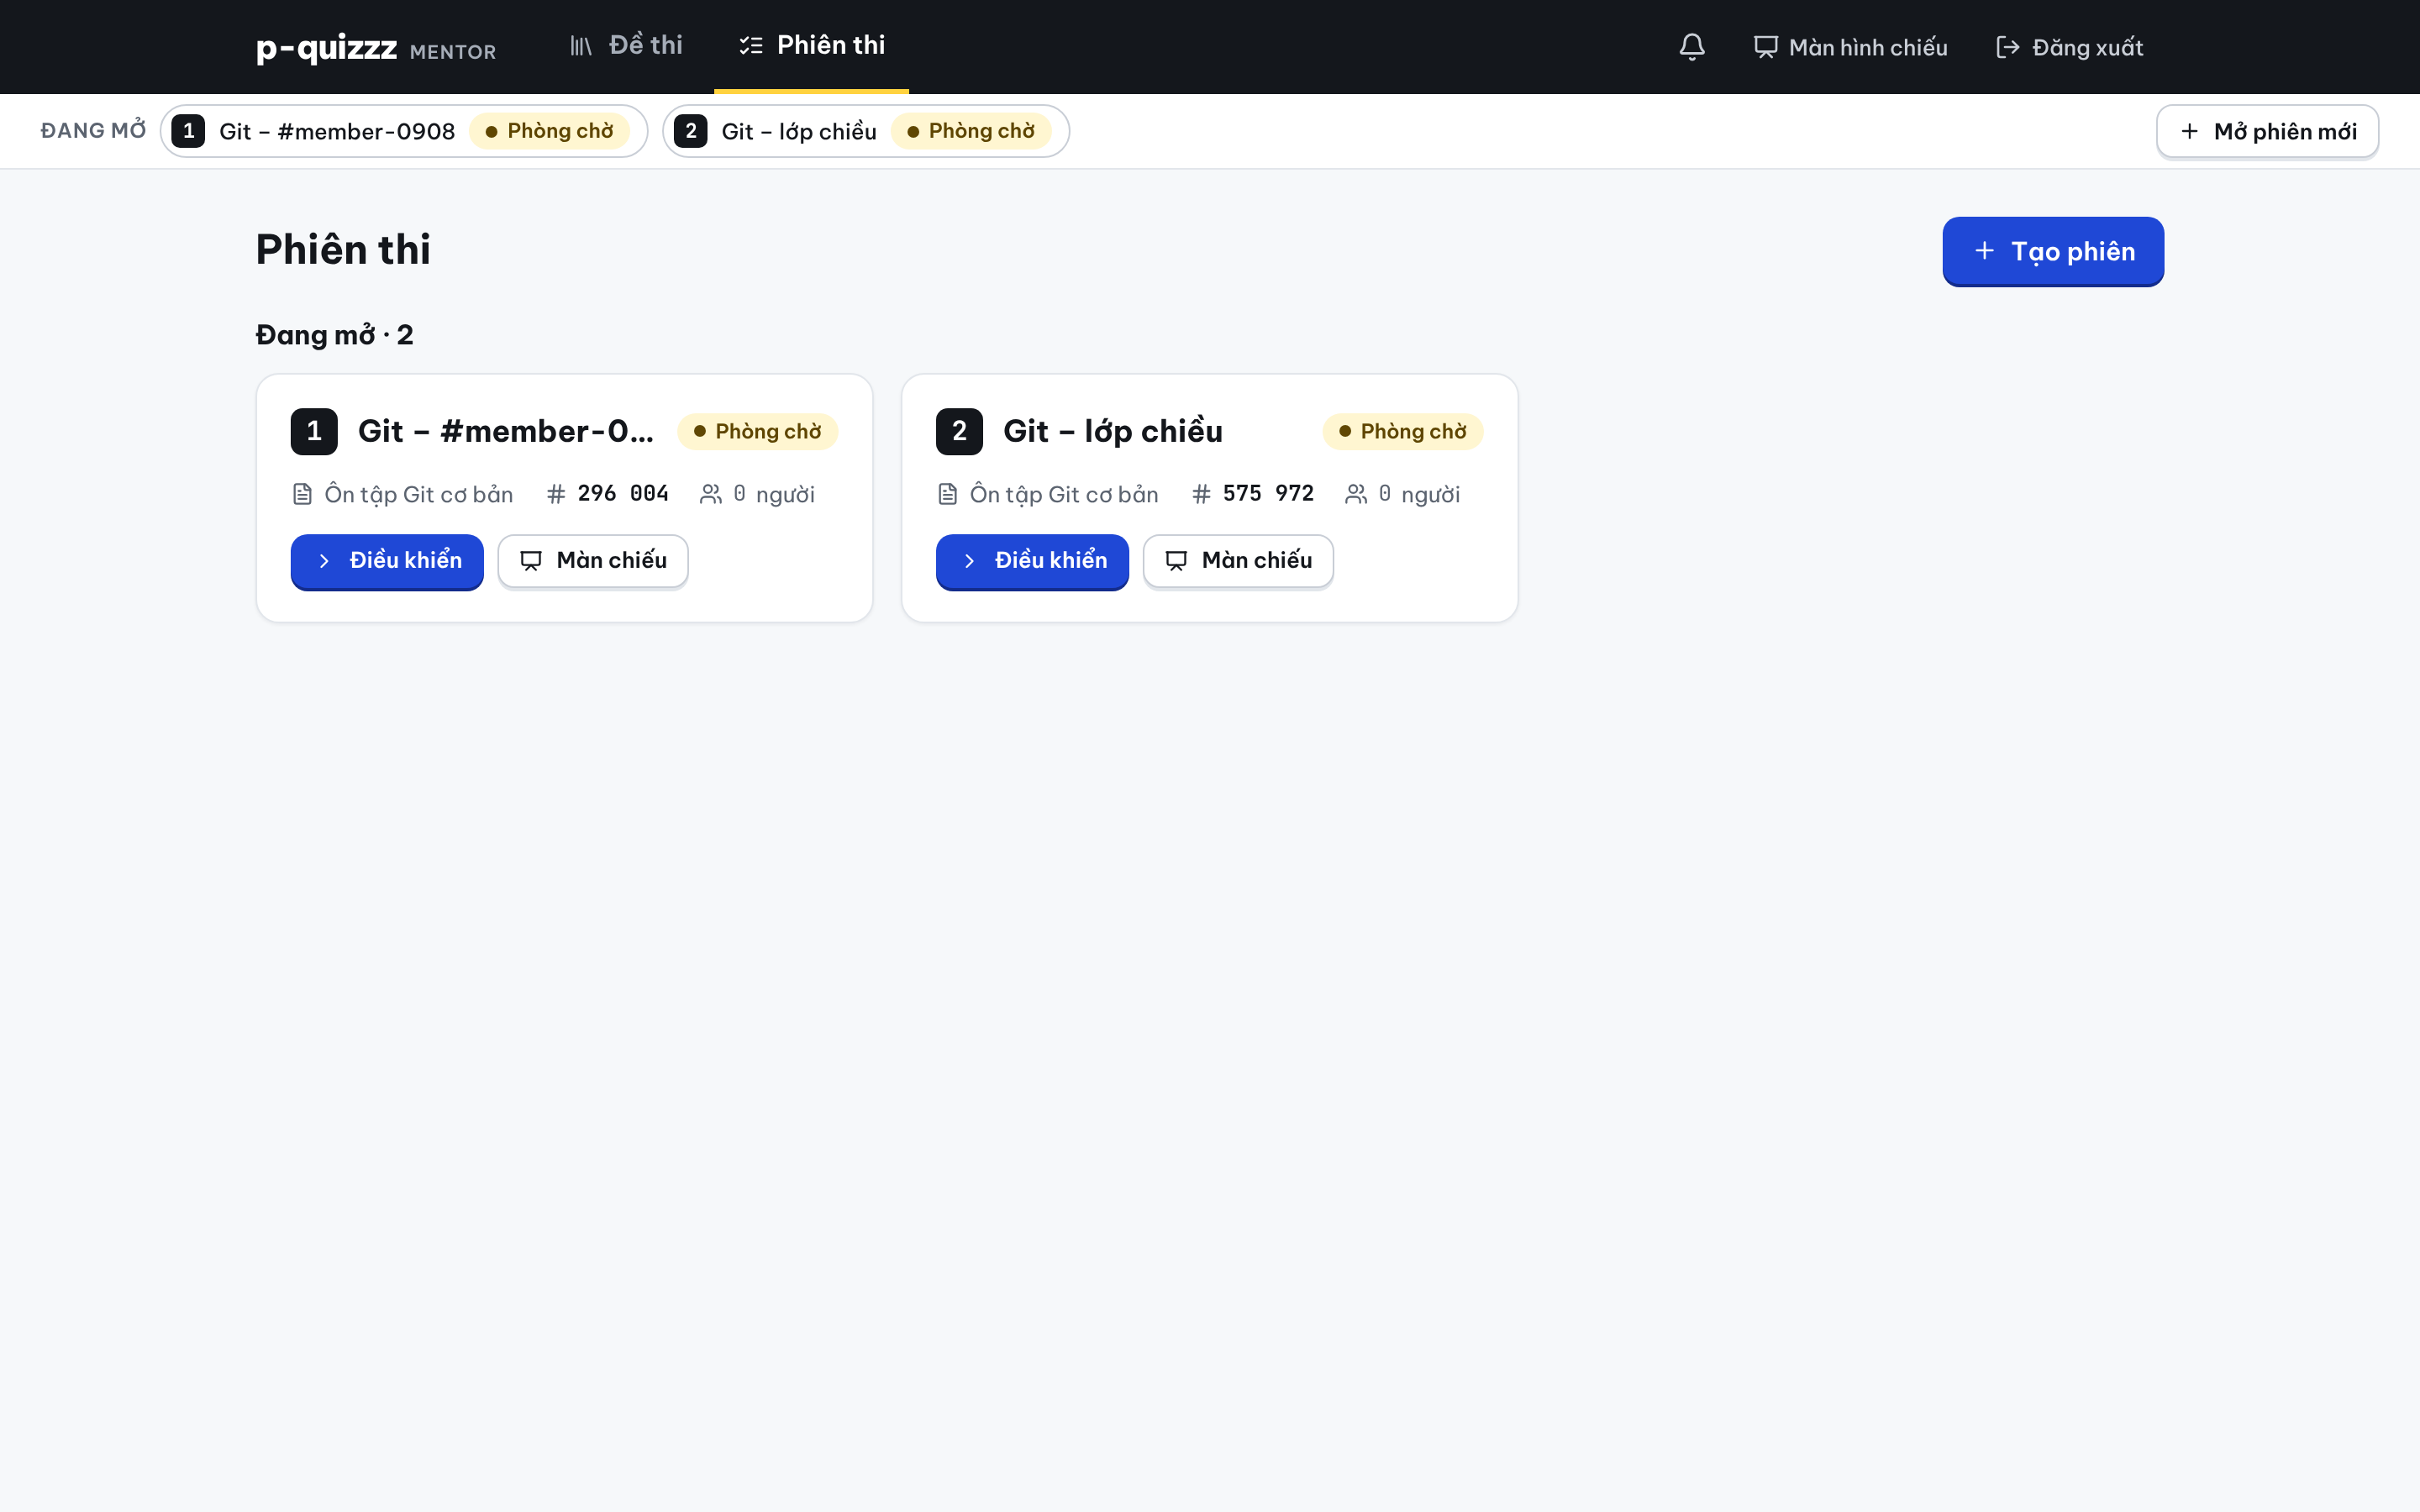 p-quizzz MENTOR Đề thi Phiên thi Màn hình chiếu Đăng xuất
ĐANG MỞ 1 Git – #member-0908 Phòng chờ 2 Git – lớp chiều Phòng chờ + Mở phiên mới
Phiên thi + Tạo phiên
Đang mở · 2
1 Git – #member-0... Phòng chờ
Ôn tập Git cơ bản # 296 004 0 người
Điều khiển Màn chiếu
2 Git – lớp chiều Phòng chờ
Ôn tập Git cơ bản # 575 972 0 người
Điều khiển Màn chiếu